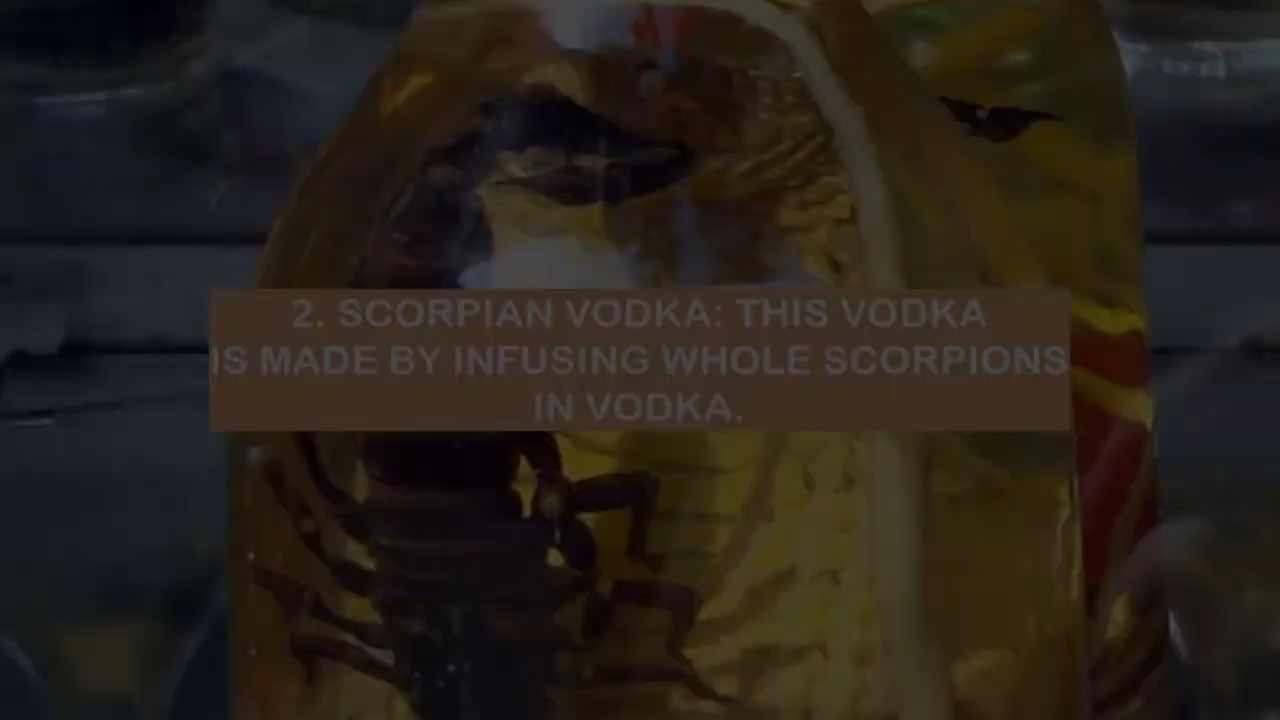 2. SCORPIAN VODKA: THIS VODKA
IS MADE BY INFUSING WHOLE SCORPIONS
IN VODKA.